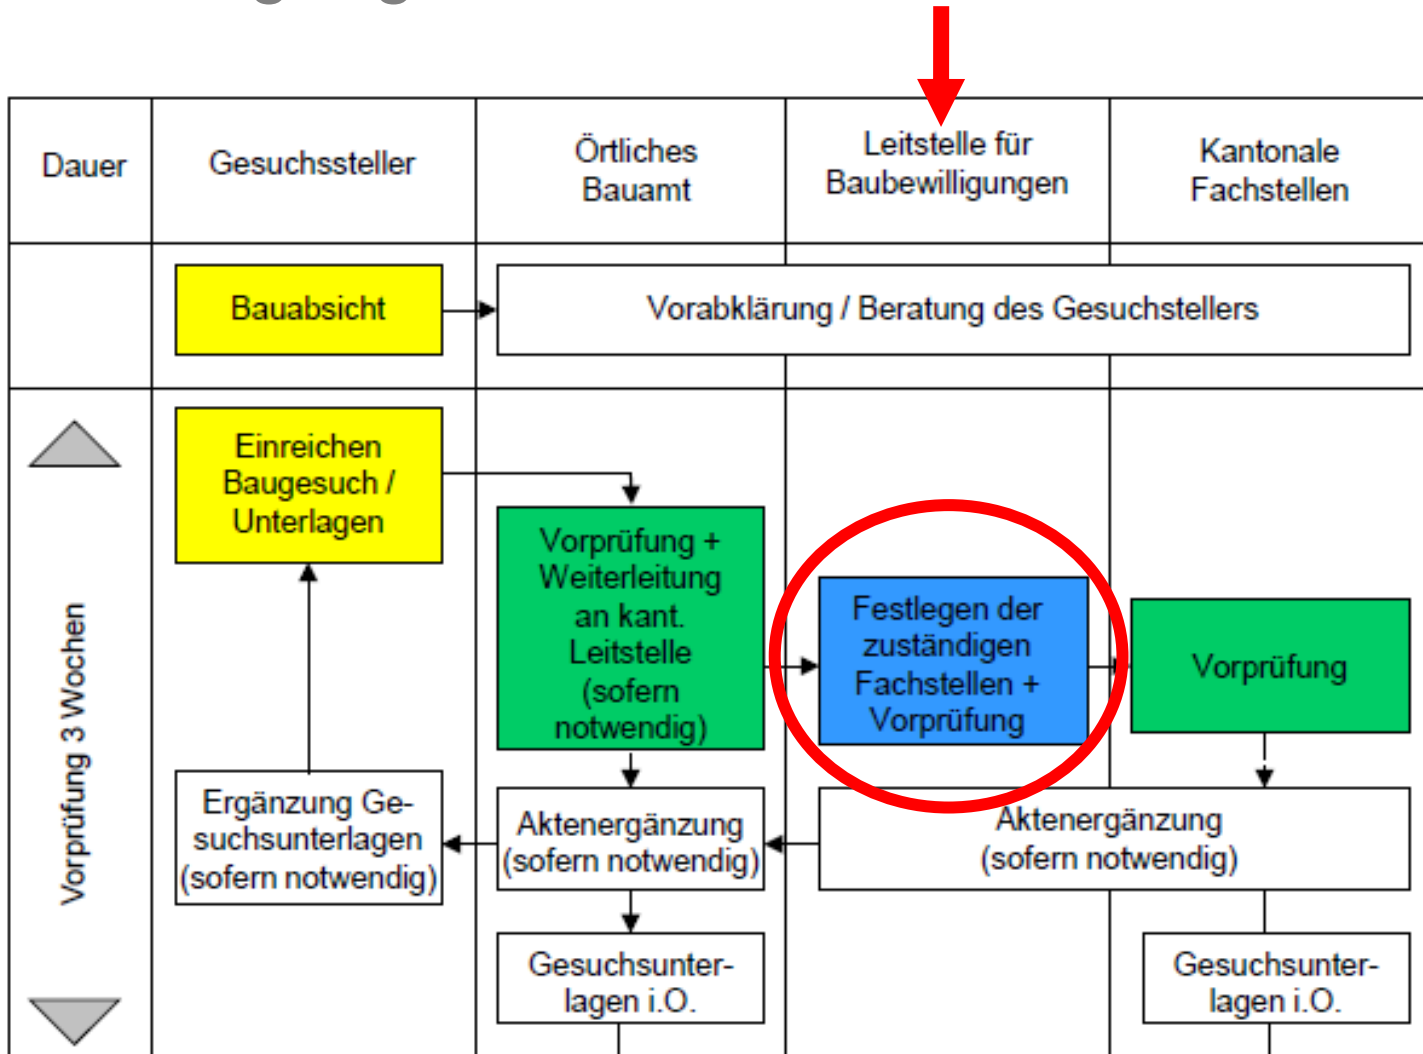 Dauer
Gesuchssteller
Örtliches
Bauamt
Leitstelle für
Baubewilligungen
Kantonale
Fachstellen
Bauabsicht
Vorabklärung / Beratung des Gesuchstellers
Vorprüfung 3 Wochen
Einreichen
Baugesuch /
Unterlagen
Vorprüfung +
Weiterleitung
an kant.
Leitstelle
(sofern
notwendig)
Festlegen der
zuständigen
Fachstellen +
Vorprüfung
Vorprüfung
Ergänzung Ge-
suchsunterlagen
(sofern notwendig)
Aktenergänzung
(sofern notwendig)
Aktenergänzung
(sofern notwendig)
Gesuchsunter-
lagen i.O.
Gesuchsunter-
lagen i.O.